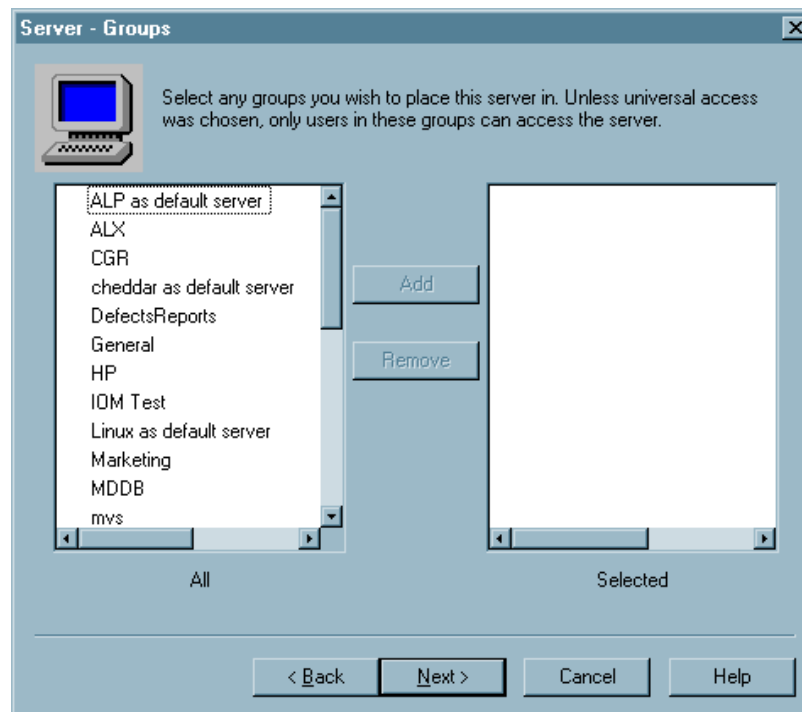 Server - Groups
Select any groups you wish to place this server in. Unless universal access
was chosen, only users in these groups can access the server.
ALP as default server
ALX
CGR
cheddar as default server
DefectsReports
General
HP
IOM Test
Linux as default server
Marketing
MDDB
mvs
Add
Remove
All
Selected
< Back
Next >
Cancel
Help